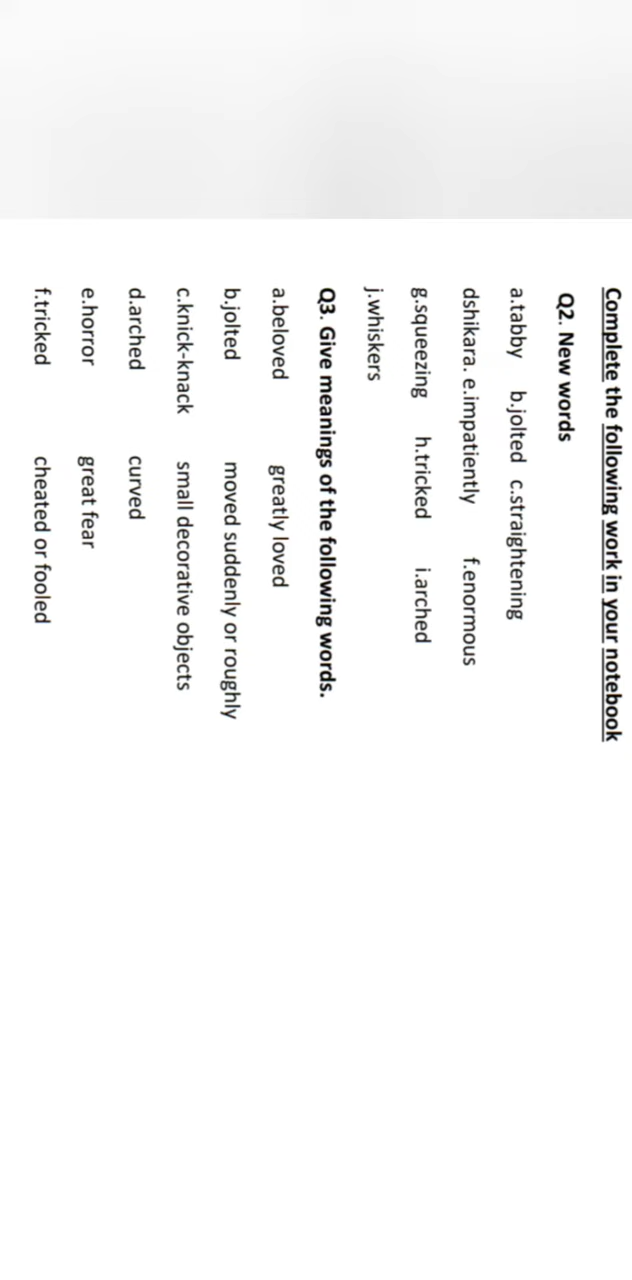 Complete the following work in your notebook
Q2. New words
a.tabby b.jolted c.straightening
dshikara. e.impatiently f.enormous
g.squeezing h.tricked i.arched
j.whiskers
Q3. Give meanings of the following words.
a.beloved greatly loved
b.jolted moved suddenly or roughly
c.knick-knack small decorative objects
d.arched curved
e.horror great fear
f.tricked cheated or fooled